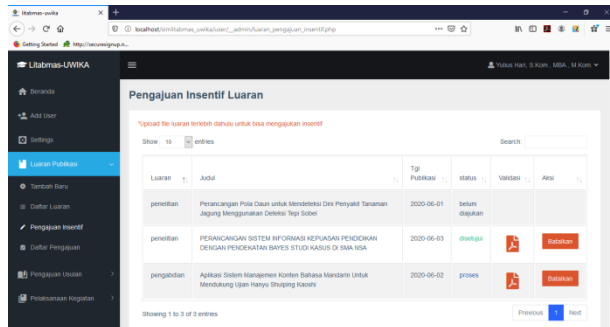 litabmas-uwika
localhost/simlitabmas_uwika/user/_admin/luaran_pengajuan_insentif.php
Getting Started http://securesignup.n...
Litabmas-UWIKA
Yulius Hari, S.Kom., MBA., M.Kom.
Beranda
Add User
Settings
Luaran Publikasi
Tambah Baru
Daftar Luaran
Pengajuan Insentif
Daftar Pengajuan
Pengajuan Usulan
Pelaksanaan Kegiatan
Pengajuan Insentif Luaran
*Upload file luaran terlebih dahulu untuk bisa mengajukan insentif
Show 10 entries Search:
Luaran Judul Tgl Publikasi status Validasi Aksi
penelitian Perancangan Pola Daun untuk Mendeteksi Dini Penyakit Tanaman 2020-06-01 belum
Jagung Menggunakan Deteksi Tepi Sobel diajukan
penelitian PERANCANGAN SISTEM INFORMASI KEPUASAN PENDIDIKAN 2020-06-03 disetujui Batalkan
DENGAN PENDEKATAN BAYES STUDI KASUS DI SMA NSA
pengabdian Aplikasi Sistem Manajemen Konten Bahasa Mandarin Untuk 2020-06-02 proses Batalkan
Mendukung Ujian Hanyu Shuiping Kaoshi
Showing 1 to 3 of 3 entries
Previous 1 Next